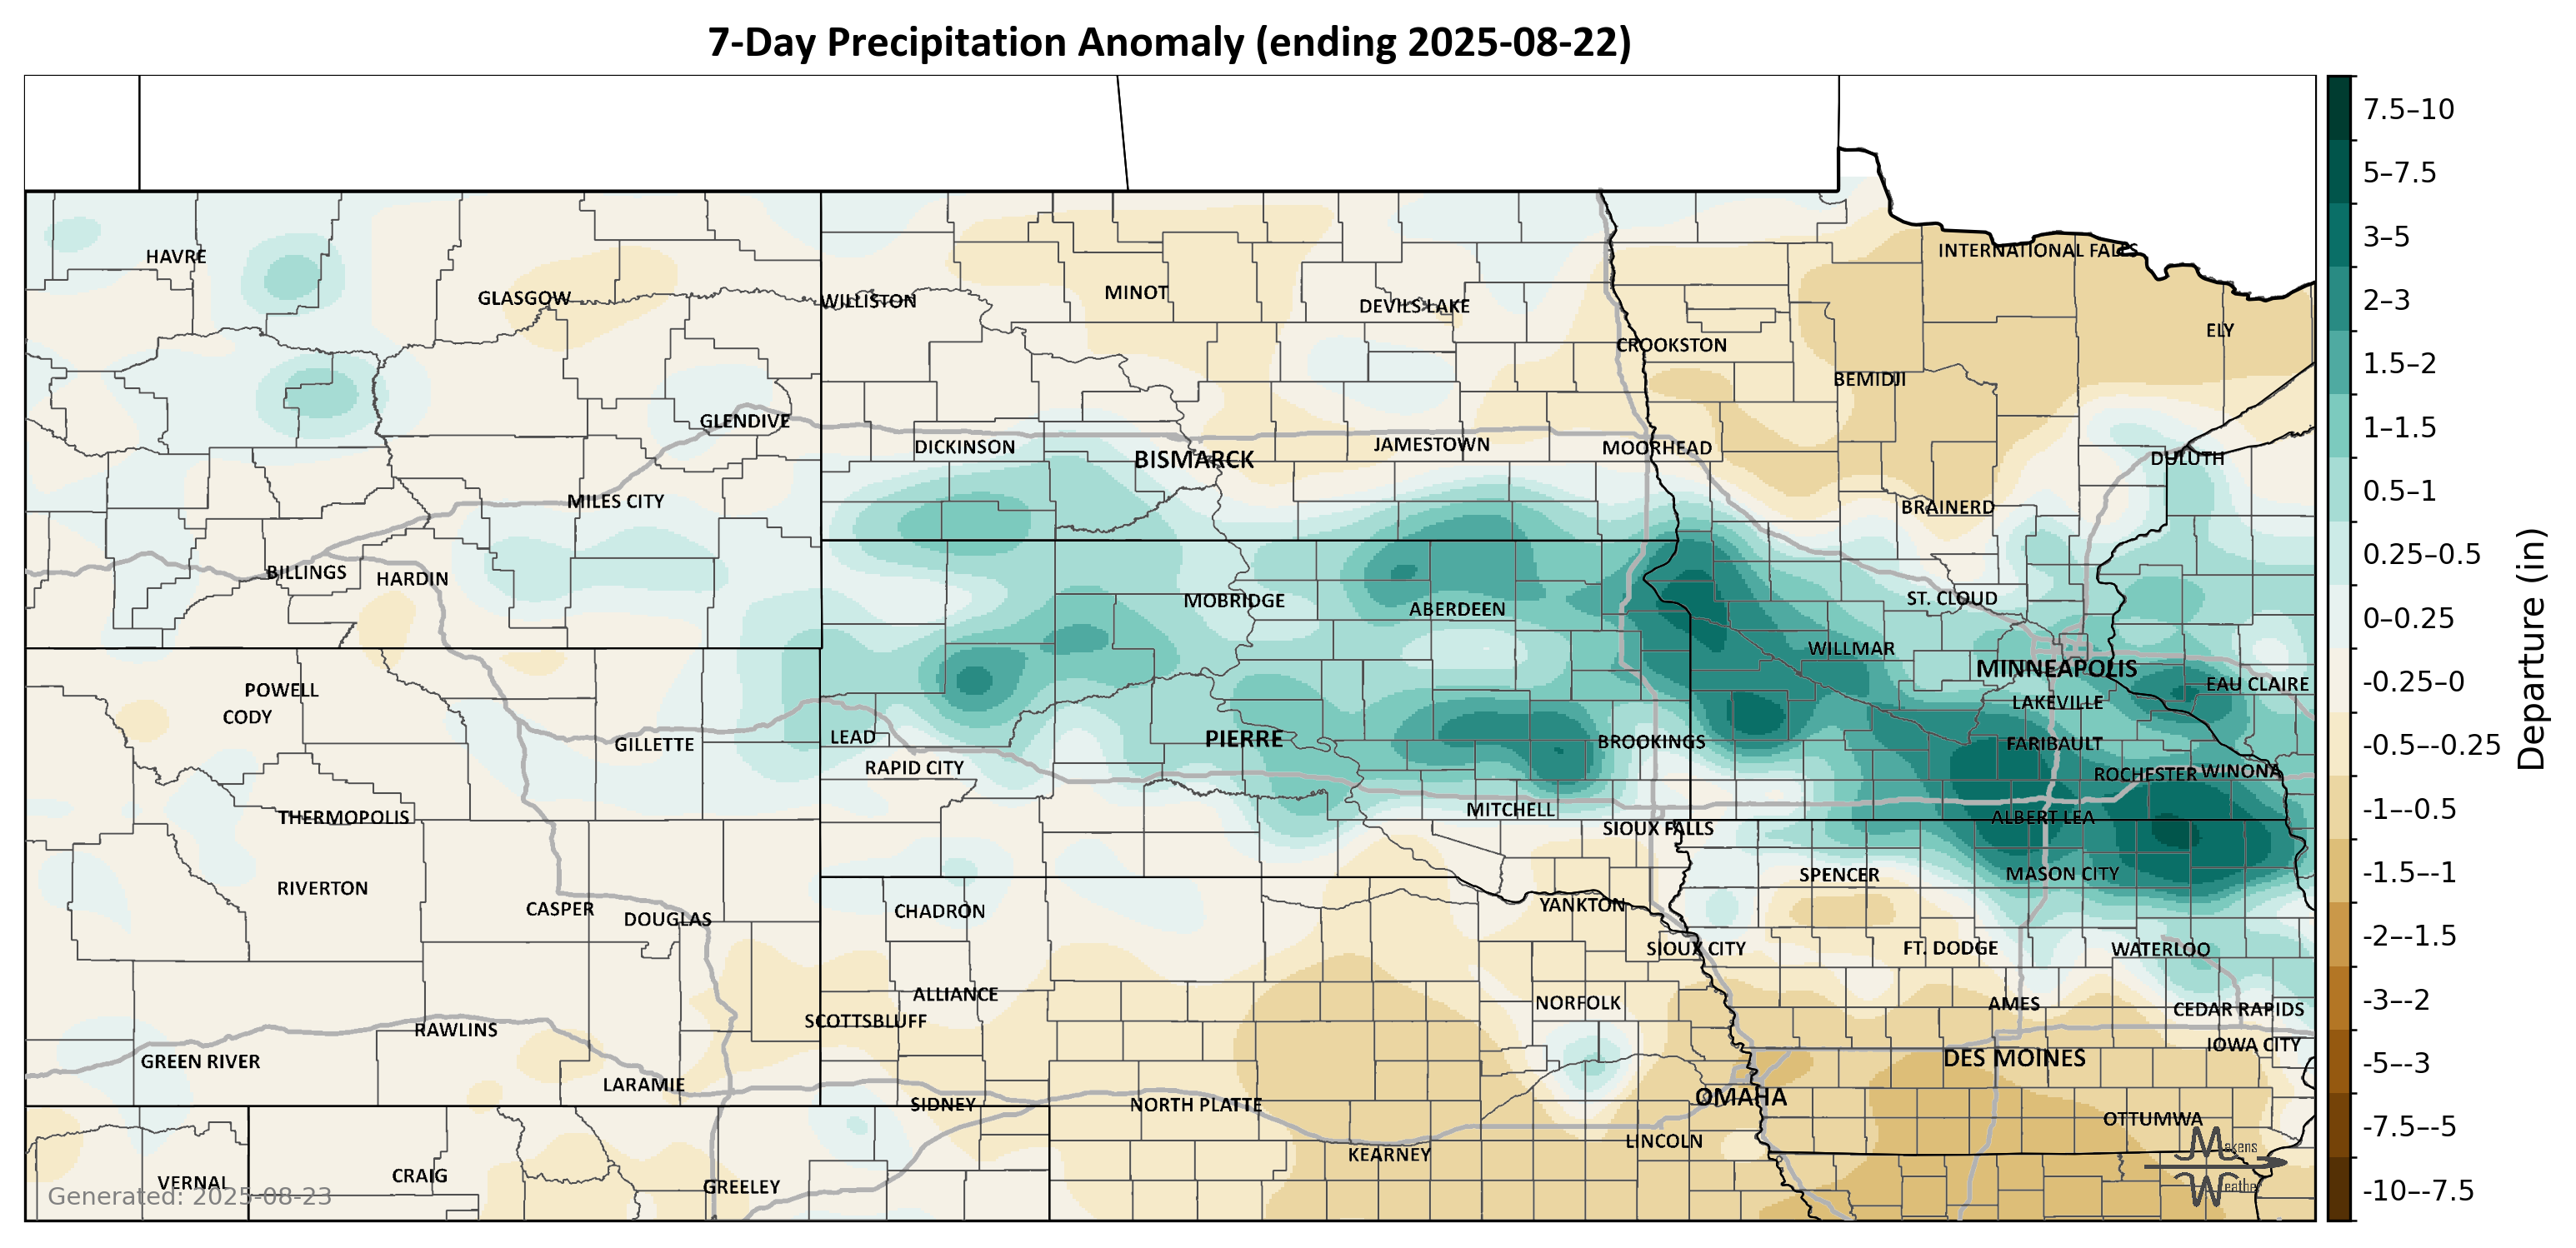 7-Day Precipitation Anomaly (ending 2025-08-22)
7.5–10
5–7.5
3–5
2–3
1.5–2
1–1.5
0.5–1
0.25–0.5
0–0.25
-0.25–0
-0.5–-0.25
-1–-0.5
-1.5–-1
-2–-1.5
-3–-2
-5–-3
-7.5–-5
-10–-7.5
Departure (in)
HAVRE
INTERNATIONAL FALLS
GLASGOW
WILLISTON
MINOT
DEVILS LAKE
ELY
CROOKSTON
BEMIDJI
GLENDIVE
DICKINSON
BISMARCK
JAMESTOWN
MOORHEAD
DULUTH
MILES CITY
BRAINERD
BILLINGS
HARDIN
MOBRIDGE
ABERDEEN
ST. CLOUD
WILLMAR
MINNEAPOLIS
POWELL
EAU CLAIRE
CODY
LAKEVILLE
GILLETTE
LEAD
PIERRE
BROOKINGS
FARIBAULT
RAPID CITY
ROCHESTER
WINONA
THERMOPOLIS
MITCHELL
ALBERT LEA
SIOUX FALLS
RIVERTON
SPENCER
MASON CITY
CASPER
DOUGLAS
CHADRON
YANKTON
SIOUX CITY
FT. DODGE
WATERLOO
ALLIANCE
NORFOLK
AMES
CEDAR RAPIDS
SCOTTSBLUFF
RAWLINS
IOWA CITY
GREEN RIVER
DES MOINES
LARAMIE
OMAHA
SIDNEY
NORTH PLATTE
OTTUMWA
LINCOLN
KEARNEY
VERNAL
CRAIG
GREELEY
Generated: 2025-08-23
Makens
Weather